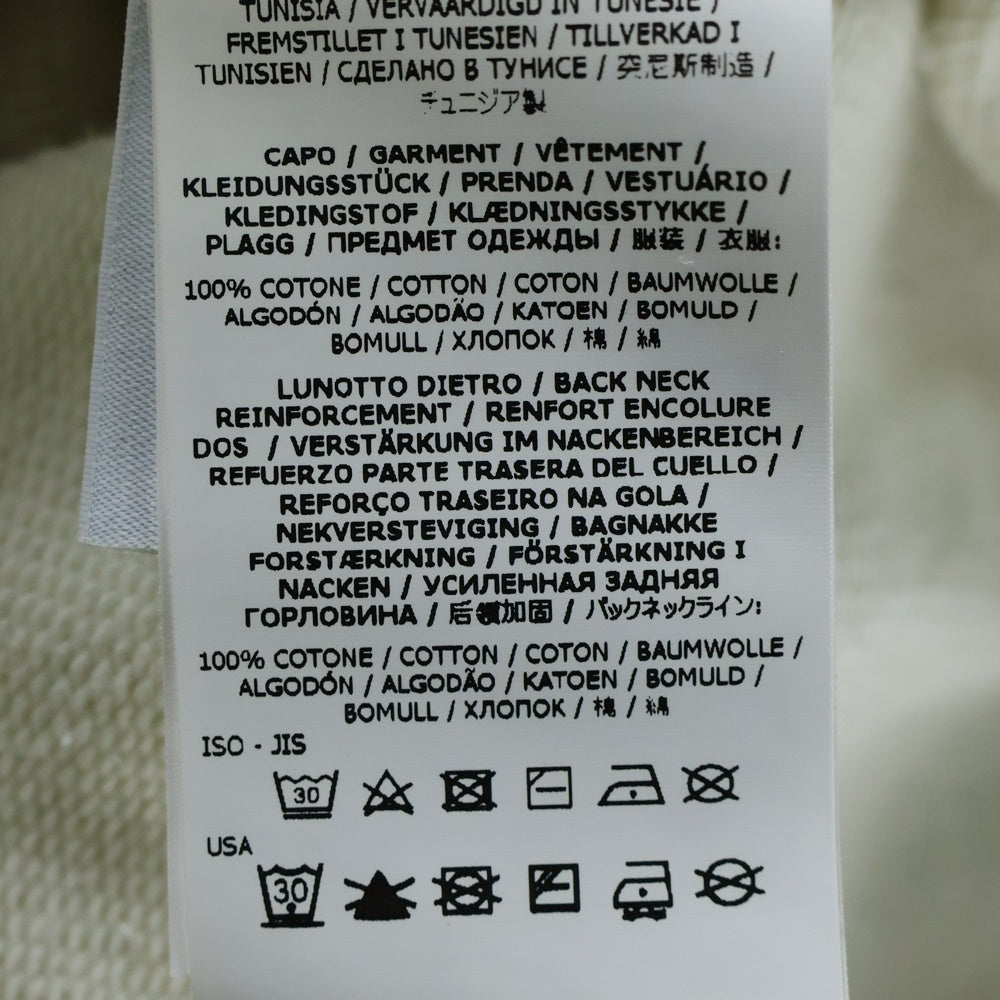 TUNISIA / VERVAARDIGD IN TUNESIË /
FREMSTILLET I TUNESIEN / TILLVERKAD I
TUNISIEN / СДЕЛАНО В ТУНИСЕ / 突尼斯制造 /
チュニジア製
CAPO / GARMENT / VÊTEMENT /
KLEIDUNGSSTÜCK / PRENDA / VESTUÁRIO /
KLEDINGSTOF / KLÆDNINGSSTYKKE /
PLAGG / ПРЕДМЕТ ОДЕЖДЫ / 服装 / 衣服:
100% COTONE / COTTON / COTON / BAUMWOLLE /
ALGODÓN / ALGODÃO / KATOEN / BOMULD /
BOMULL / ХЛОПОК / 棉 / 綿
LUNOTTO DIETRO / BACK NECK
REINFORCEMENT / RENFORT ENCOLURE
DOS / VERSTÄRKUNG IM NACKENBEREICH /
REFUERZO PARTE TRASERA DEL CUELLO /
REFORÇO TRASEIRO NA GOLA /
NEKVERSTEVIGING / BAGNAKKE
FORSTÆRKNING / FÖRSTÄRKNING I
NACKEN / УСИЛЕННАЯ ЗАДНЯЯ
ГОРЛОВИНА / 后领加固 / バックネックライン:
100% COTONE / COTTON / COTON / BAUMWOLLE /
ALGODÓN / ALGODÃO / KATOEN / BOMULD /
BOMULL / ХЛОПОК / 棉 / 綿
ISO - JIS
30
USA
30